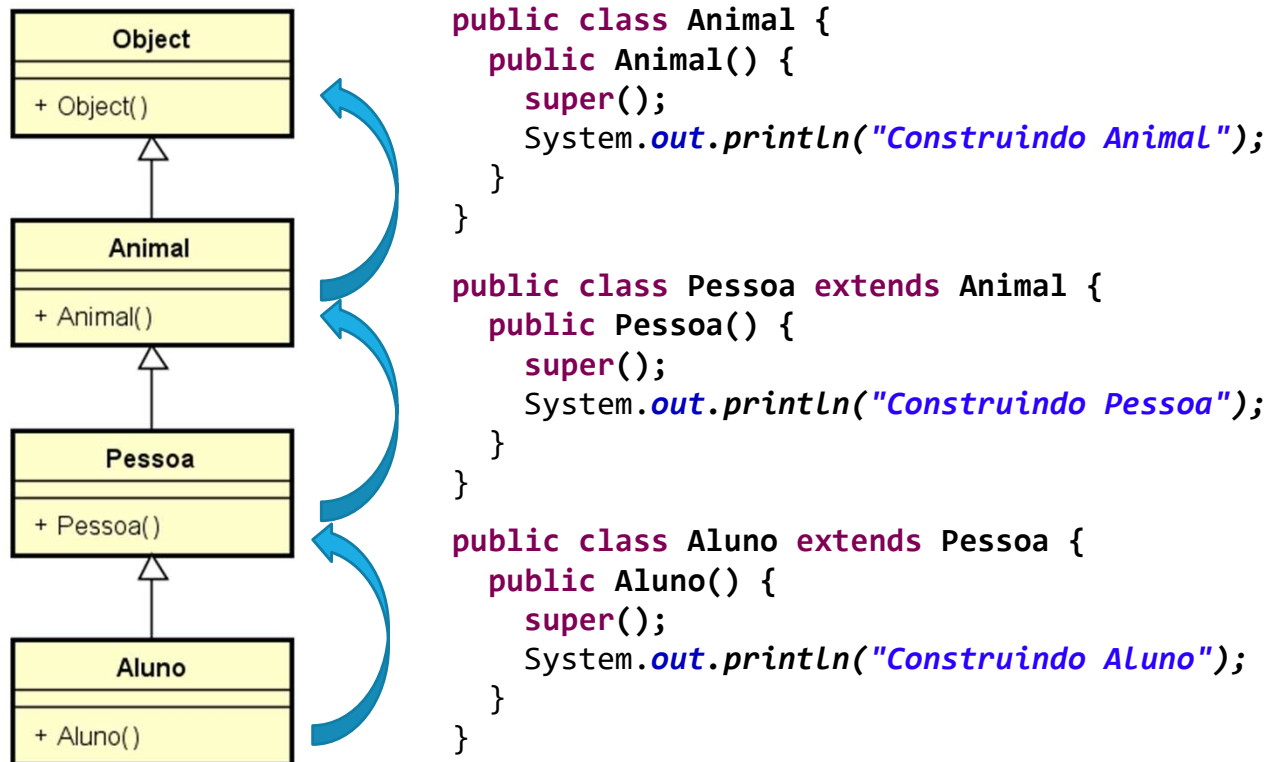 Object
+ Object()
Animal
+ Animal()
Pessoa
+ Pessoa()
Aluno
+ Aluno()
public class Animal {
  public Animal() {
    super();
    System.out.println("Construindo Animal");
  }
}
public class Pessoa extends Animal {
  public Pessoa() {
    super();
    System.out.println("Construindo Pessoa");
  }
}
public class Aluno extends Pessoa {
  public Aluno() {
    super();
    System.out.println("Construindo Aluno");
  }
}